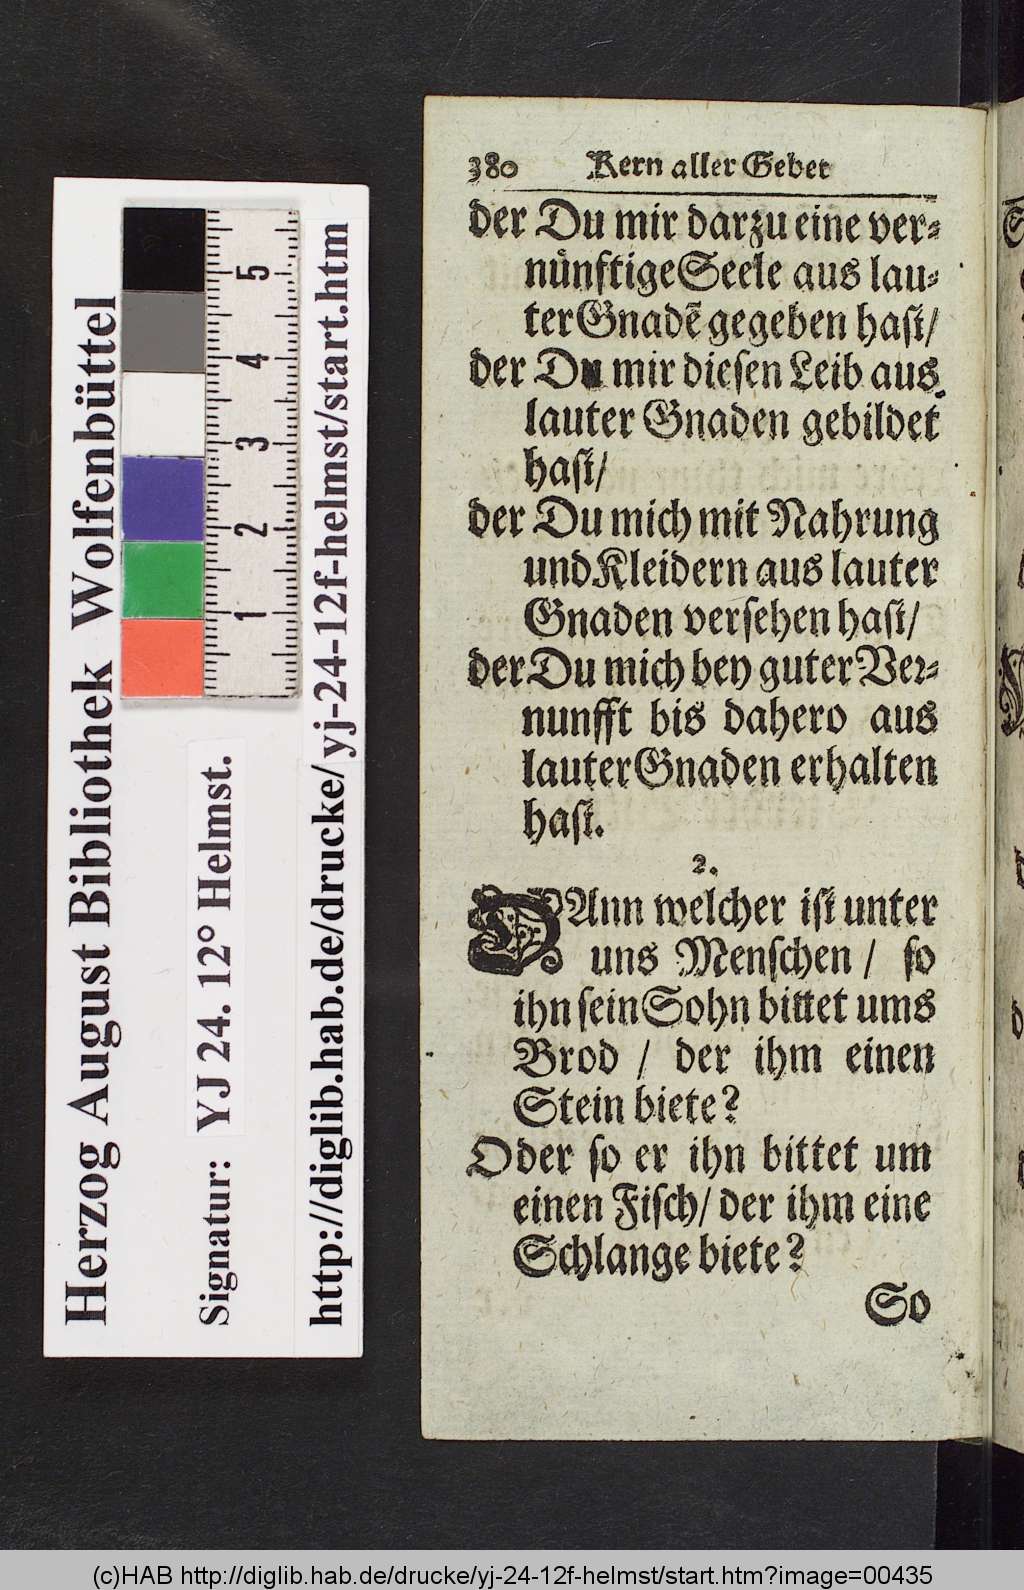 380 Kern aller Gebet
der Du mir darzu eine ver-
nünftige Seele aus lau-
ter Gnadē gegeben hast/
der Du mir diesen Leib aus
lauter Gnaden gebildet
hast/
der Du mich mit Nahrung
und Kleidern aus lauter
Gnaden versehen hast/
der Du mich bey guter Ver-
nunfft bis dahero aus
lauter Gnaden erhalten
hast.
2.
DAnn welcher ist unter
uns Menschen / so
ihn sein Sohn bittet ums
Brod / der ihm einen
Stein biete?
Oder so er ihn bittet um
einen Fisch/ der ihm eine
Schlange biete?
So
Herzog August Bibliothek Wolfenbüttel
Signatur: YJ 24. 12° Helmst.
http://diglib.hab.de/drucke/yj-24-12f-helmst/start.htm
1 2 3 4 5
(c)HAB http://diglib.hab.de/drucke/yj-24-12f-helmst/start.htm?image=00435